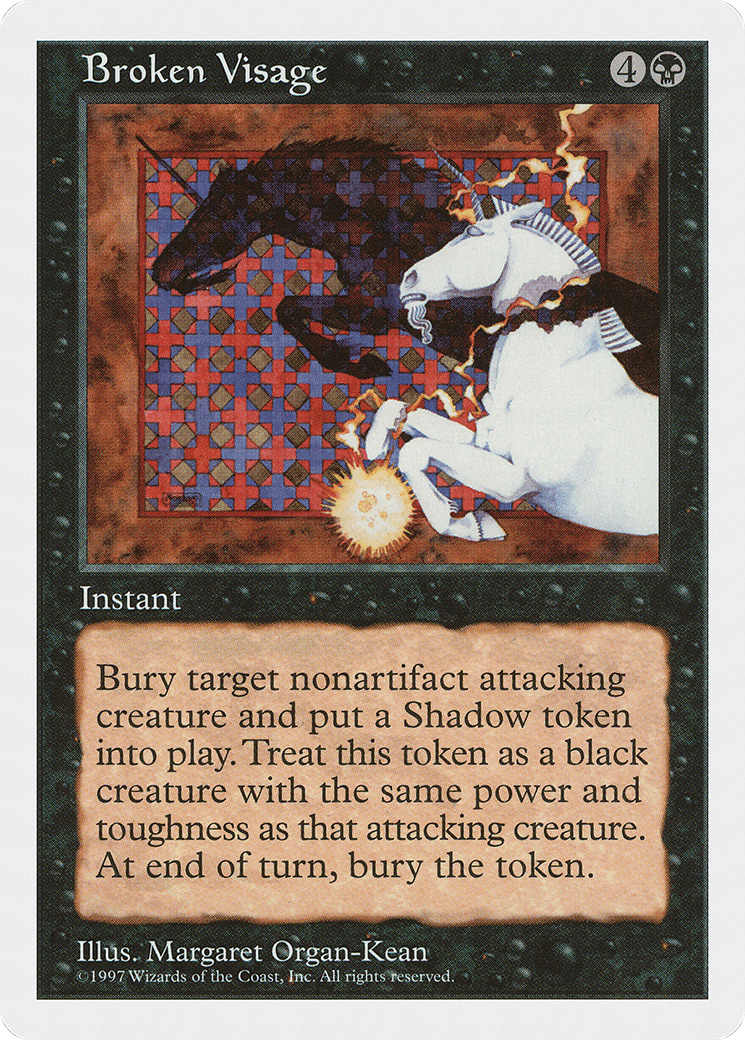 Broken Visage 4
Instant
Bury target nonartifact attacking
creature and put a Shadow token
into play. Treat this token as a black
creature with the same power and
toughness as that attacking creature.
At end of turn, bury the token.
Illus. Margaret Organ-Kean
©1997 Wizards of the Coast, Inc. All rights reserved.